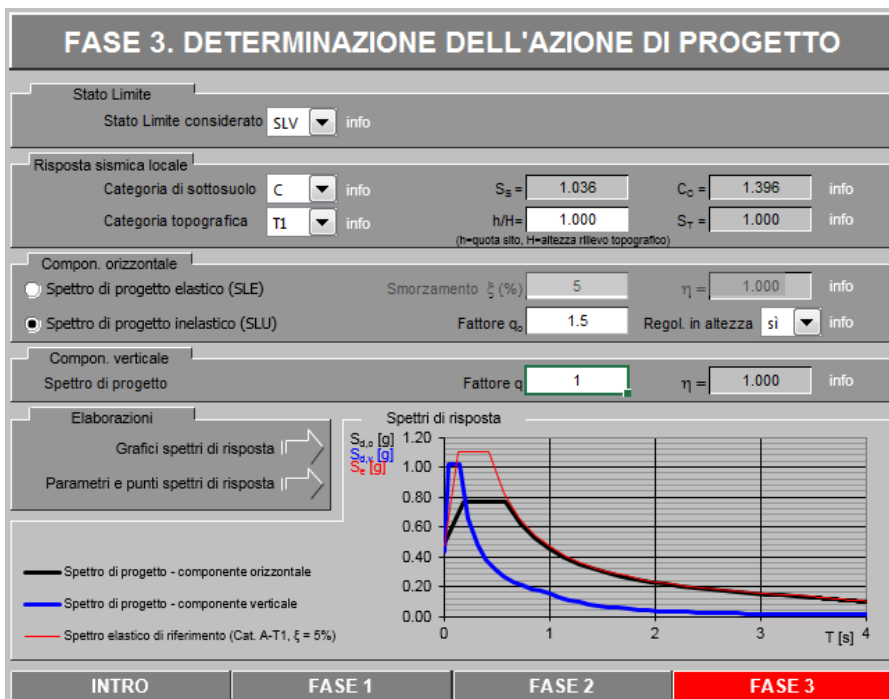 FASE 3. DETERMINAZIONE DELL'AZIONE DI PROGETTO
Stato Limite
Stato Limite considerato SLV info
Risposta sismica locale
Categoria di sottosuolo C info S_S = 1.036 C_C = 1.396 info
Categoria topografica T1 info h/H= 1.000 S_T = 1.000 info
(h=quota sito, H=altezza rilievo topografico)
Compon. orizzontale
Spettro di progetto elastico (SLE) Smorzamento ξ (%) 5 η = 1.000 info
Spettro di progetto inelastico (SLU) Fattore q_o 1.5 Regol. in altezza sì info
Compon. verticale
Spettro di progetto Fattore q 1 η = 1.000 info
Elaborazioni
Grafici spettri di risposta
Parametri e punti spettri di risposta
Spettri di risposta
S_d,o [g]
S_d,v [g]
S_e [g]
1.20
1.00
0.80
0.60
0.40
0.20
0.00
0 1 2 3 4
T [s]
Spettro di progetto - componente orizzontale
Spettro di progetto - componente verticale
Spettro elastico di riferimento (Cat. A-T1, ξ = 5%)
INTRO FASE 1 FASE 2 FASE 3